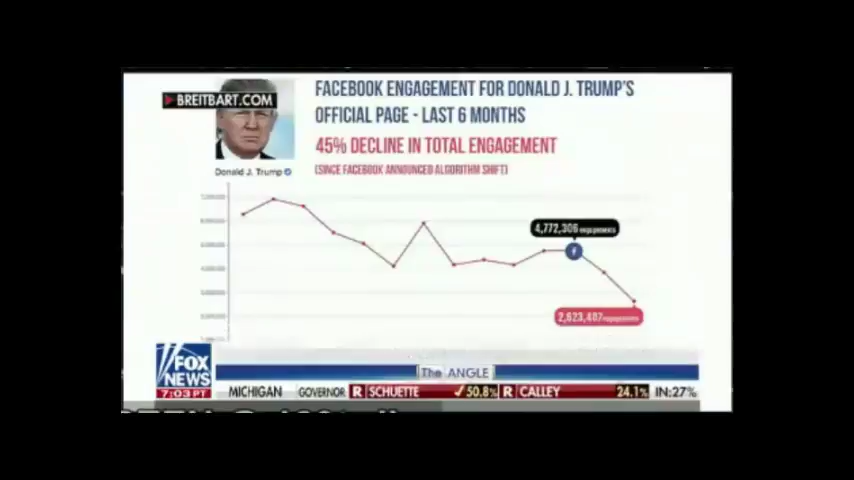 BREITBART.COM
FACEBOOK ENGAGEMENT FOR DONALD J. TRUMP'S
OFFICIAL PAGE - LAST 6 MONTHS
45% DECLINE IN TOTAL ENGAGEMENT
(SINCE FACEBOOK ANNOUNCED ALGORITHM SHIFT)
Donald J. Trump
4,772,306 engagements
2,623,487 engagements
The ANGLE
FOX
NEWS
7:03 PT
MICHIGAN GOVERNOR R SCHUETTE 50.8% R CALLEY 24.1% IN:27%